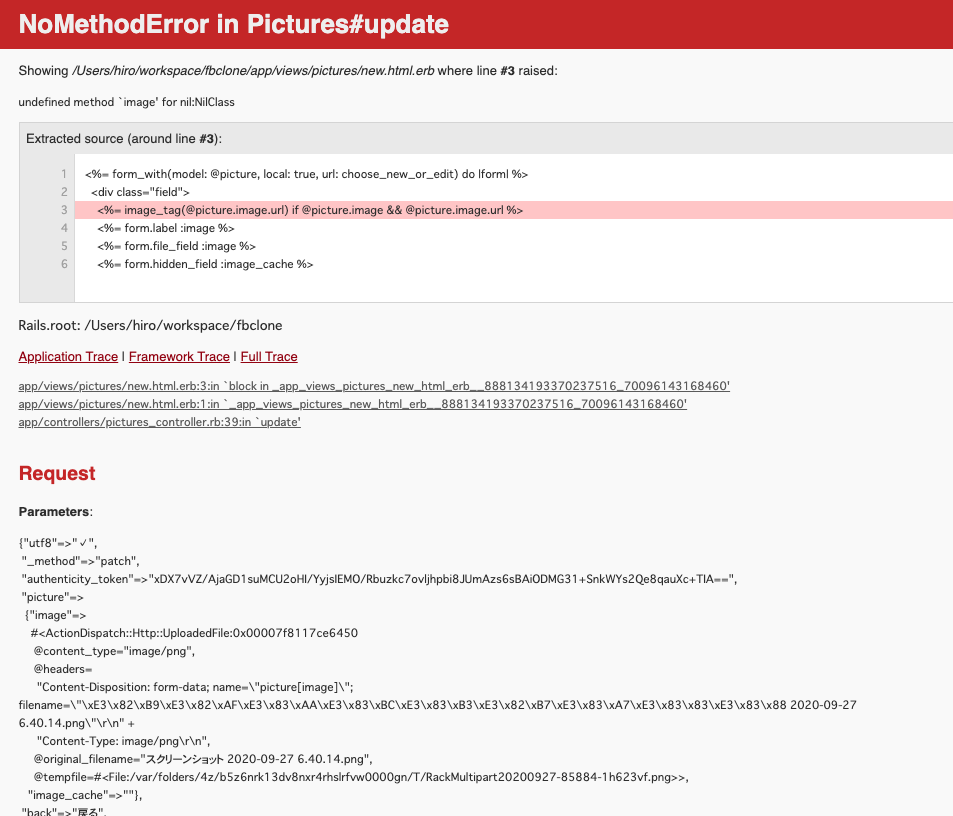 NoMethodError in Pictures#update
Showing /Users/hiro/workspace/fbclone/app/views/pictures/new.html.erb where line #3 raised:
undefined method `image' for nil:NilClass
Extracted source (around line #3):
1 <%= form_with(model: @picture, local: true, url: choose_new_or_edit) do |form| %>
2 <div class="field">
3 <%= image_tag(@picture.image.url) if @picture.image && @picture.image.url %>
4 <%= form.label :image %>
5 <%= form.file_field :image %>
6 <%= form.hidden_field :image_cache %>
Rails.root: /Users/hiro/workspace/fbclone
Application Trace | Framework Trace | Full Trace
app/views/pictures/new.html.erb:3:in `block in _app_views_pictures_new_html_erb__888134193370237516_70096143168460'
app/views/pictures/new.html.erb:1:in `_app_views_pictures_new_html_erb__888134193370237516_70096143168460'
app/controllers/pictures_controller.rb:39:in `update'
Request
Parameters:
{"utf8"=>"✓",
"_method"=>"patch",
"authenticity_token"=>"xDX7vVZ/AjaGD1suMCU2oHI/YyjsIEMO/Rbuzkc7ovljhpbi8JUmAzs6sBAiODMG31+SnkWYs2Qe8qauXc+TIA==",
"picture"=>
{"image"=>
#<ActionDispatch::Http::UploadedFile:0x00007f8117ce6450
@content_type="image/png",
@headers=
"Content-Disposition: form-data; name=\"picture[image]\";
filename=\"\xE3\x82\xB9\xE3\x82\xAF\xE3\x83\xAA\xE3\x83\xBC\xE3\x83\xB3\xE3\x82\xB7\xE3\x83\xA7\xE3\x83\x83\xE3\x83\x88 2020-09-27
6.40.14.png\"\r\n" +
"Content-Type: image/png\r\n",
@original_filename="スクリーンショット 2020-09-27 6.40.14.png",
@tempfile=#<File:/var/folders/4z/b5z6nrk13dv8nxr4rhslrfvw0000gn/T/RackMultipart20200927-85884-1h623vf.png>>,
"image_cache"=>""},
"back"=>"戻る",